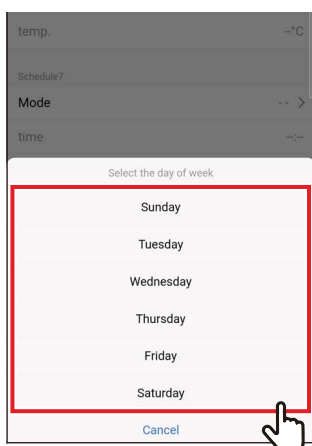 temp. --°C
Schedule7
Mode -- >
time --:--
Select the day of week
Sunday
Tuesday
Wednesday
Thursday
Friday
Saturday
Cancel